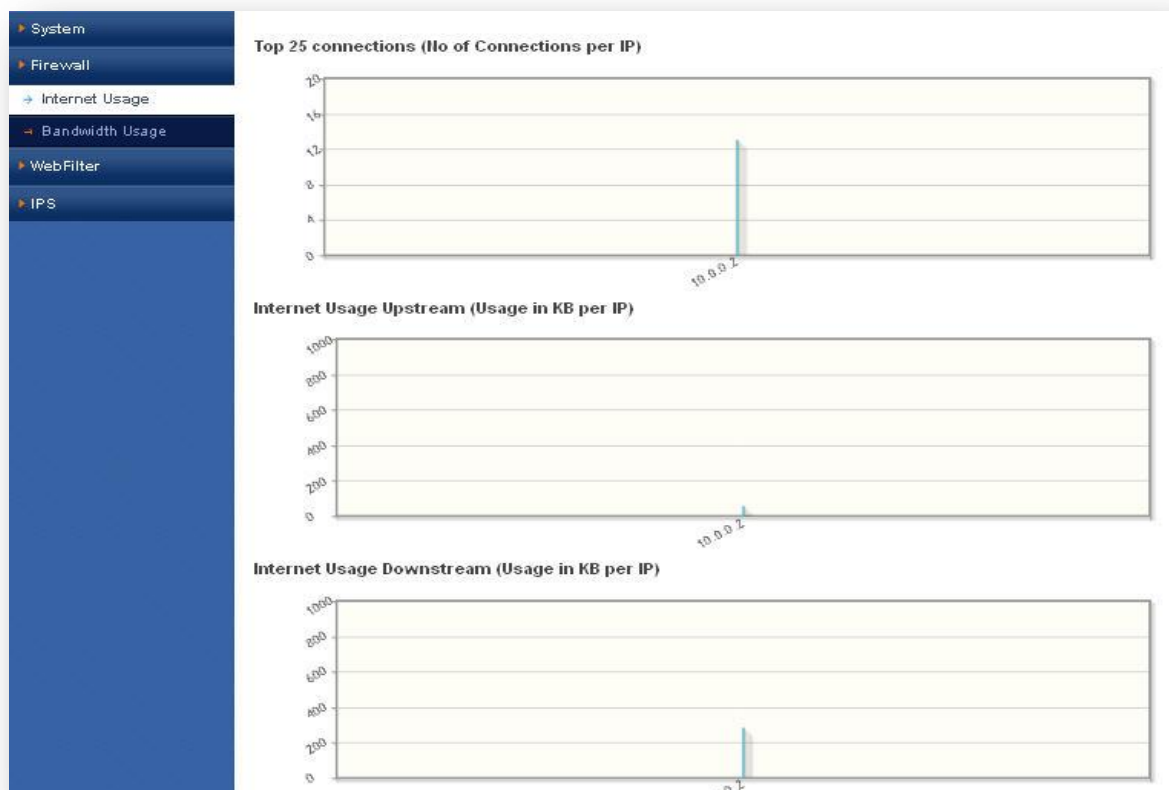 System
Firewall
Internet Usage
Bandwidth Usage
WebFilter
IPS
Top 25 connections (No of Connections per IP)
20
16
12
8
4
0
10.0.0.2
Internet Usage Upstream (Usage in KB per IP)
1000
800
600
400
200
0
10.0.0.2
Internet Usage Downstream (Usage in KB per IP)
1000
800
600
400
200
0